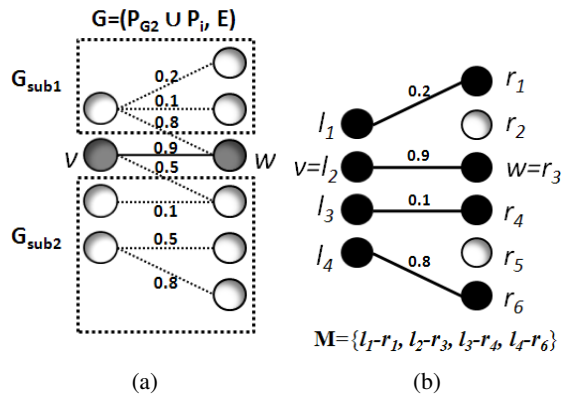 G=(P_G2 ∪ P_i, E)
G_sub1
0.2
0.1
0.8
v
0.9
w
0.5
G_sub2
0.1
0.5
0.8
(a)
0.2
r_1
l_1
r_2
v=l_2
0.9
w=r_3
l_3
0.1
r_4
l_4
0.8
r_5
r_6
M={l_1-r_1, l_2-r_3, l_3-r_4, l_4-r_6}
(b)